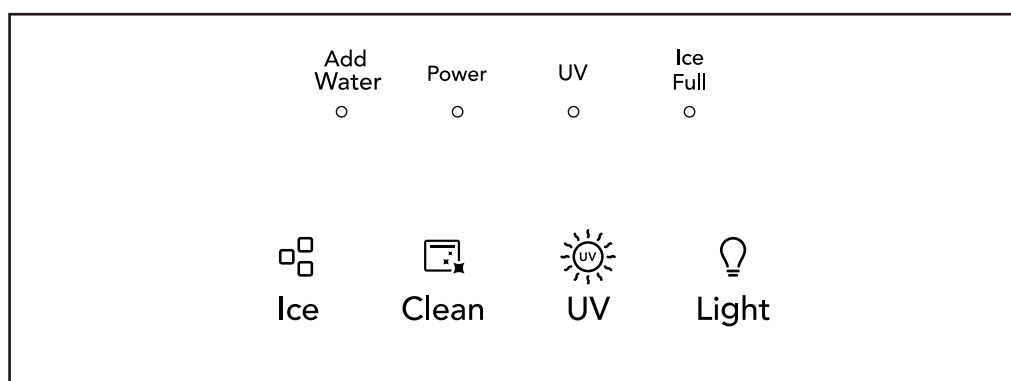 Add
Water
Power
UV
Ice
Full
UV
Ice
Clean
UV
Light